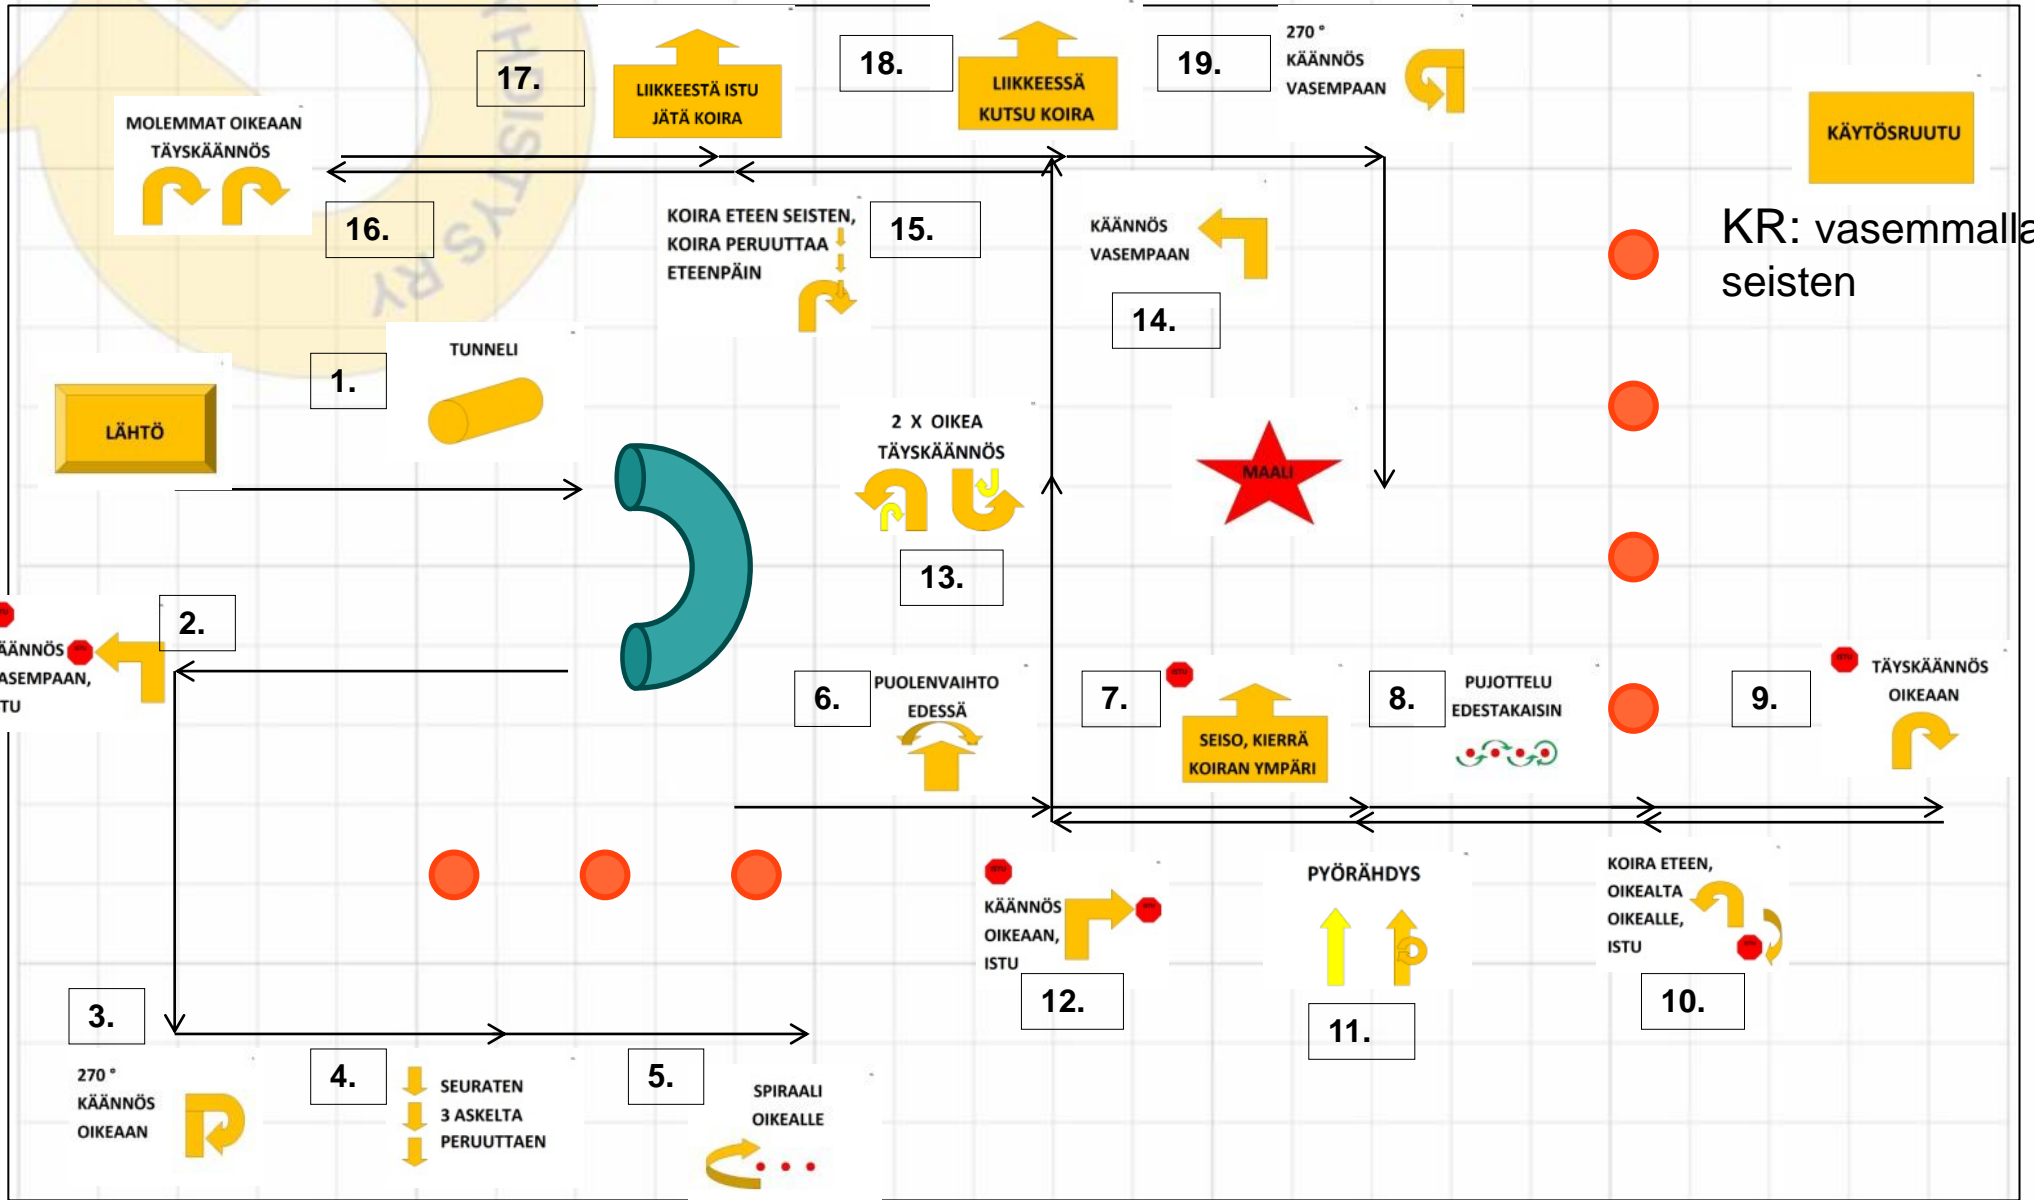 17.
LIIKKEESTÄ ISTU
JÄTÄ KOIRA
18.
LIIKKEESSÄ
KUTSU KOIRA
19.
270 °
KÄÄNNÖS
VASEMPAAN
KÄYTÖSRUUTU
KR: vasemmalla
seisten
MOLEMMAT OIKEAAN
TÄYSKÄÄNNÖS
16.
KOIRA ETEEN SEISTEN,
KOIRA PERUUTTAA
ETEENPÄIN
15.
KÄÄNNÖS
VASEMPAAN
14.
YHDISTYS RY
LÄHTÖ
1.
TUNNELI
2 X OIKEA
TÄYSKÄÄNNÖS
13.
MAALI
2.
ÄÄNNÖS
ASEMPAAN,
TU
6.
PUOLENVAIHTO
EDESSÄ
7.
SEISO, KIERRÄ
KOIRAN YMPÄRI
8.
PUJOTTELU
EDESTAKAISIN
9.
ISTU
TÄYSKÄÄNNÖS
OIKEAAN
ISTU
KÄÄNNÖS
OIKEAAN,
ISTU
12.
PYÖRÄHDYS
11.
KOIRA ETEEN,
OIKEALTA
OIKEALLE,
ISTU
10.
3.
270 °
KÄÄNNÖS
OIKEAAN
4.
SEURATEN
3 ASKELTA
PERUUTTAEN
5.
SPIRAALI
OIKEALLE